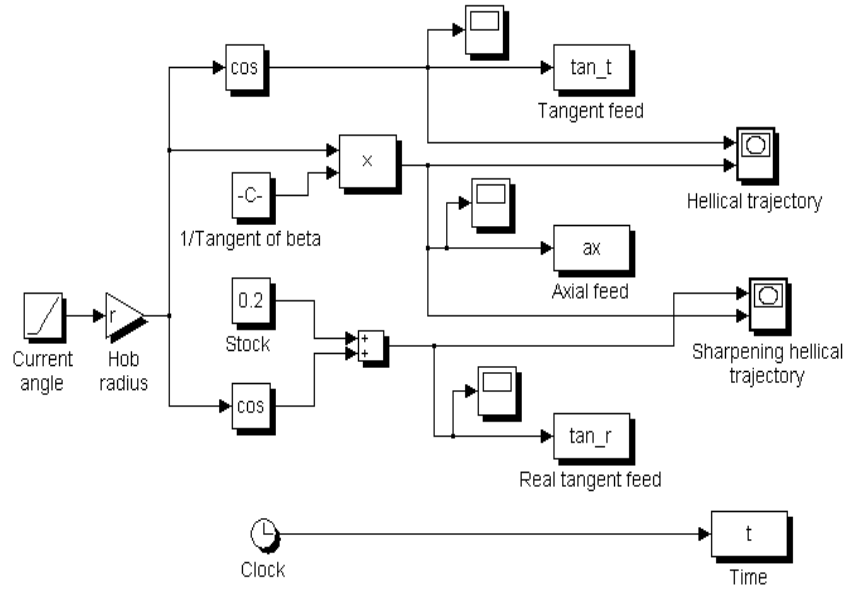 cos
tan_t
Tangent feed
x
-C-
1/Tangent of beta
Hellical trajectory
ax
Axial feed
r
Current
angle
Hob
radius
0.2
Stock
+
+
Sharpening hellical
trajectory
cos
tan_r
Real tangent feed
Clock
t
Time